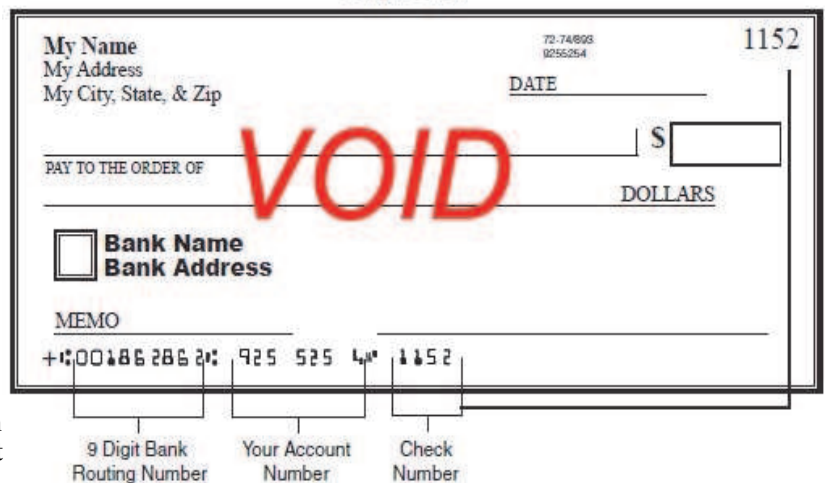 My Name
My Address
My City, State, & Zip
72-74/893
9255254
1152
DATE
$
PAY TO THE ORDER OF
VOID
DOLLARS
Bank Name
Bank Address
MEMO
001862862 925 525 4 1152
9 Digit Bank
Routing Number
Your Account
Number
Check
Number